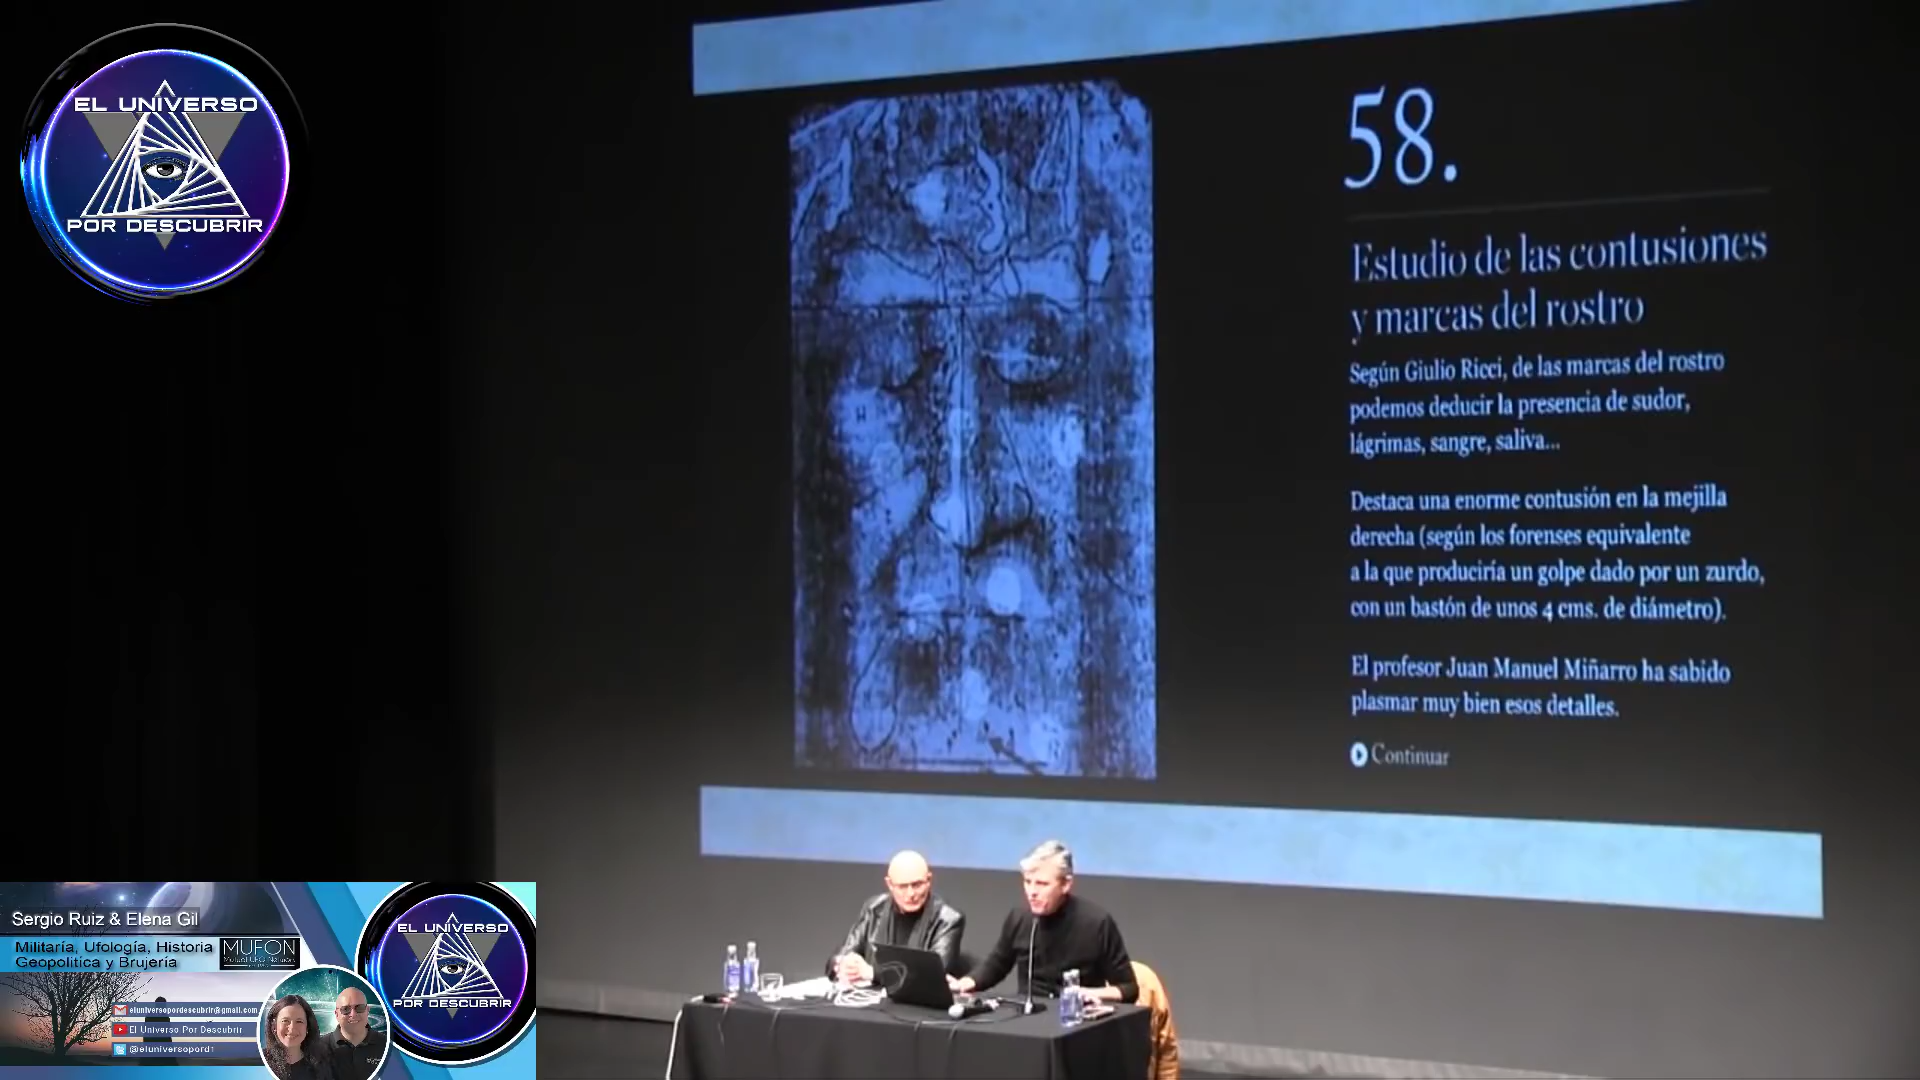 EL UNIVERSO
POR DESCUBRIR
58.
Estudio de las contusiones
y marcas del rostro
Según Giulio Ricci, de las marcas del rostro
podemos deducir la presencia de sudor,
lágrimas, sangre, saliva...
Destaca una enorme contusión en la mejilla
derecha (según los forenses equivalente
a la que produciría un golpe dado por un zurdo,
con un bastón de unos 4 cms. de diámetro).
El profesor Juan Manuel Miñarro ha sabido
plasmar muy bien esos detalles.
Continuar
Sergio Ruiz & Elena Gil
Militaría, Ufología, Historia
Geopolitica y Brujería
MUFON
Mutual UFO Network
eluniversopordescubrir@gmail.com
El Universo Por Descubrir
@eluniversopord1
EL UNIVERSO
POR DESCUBRIR